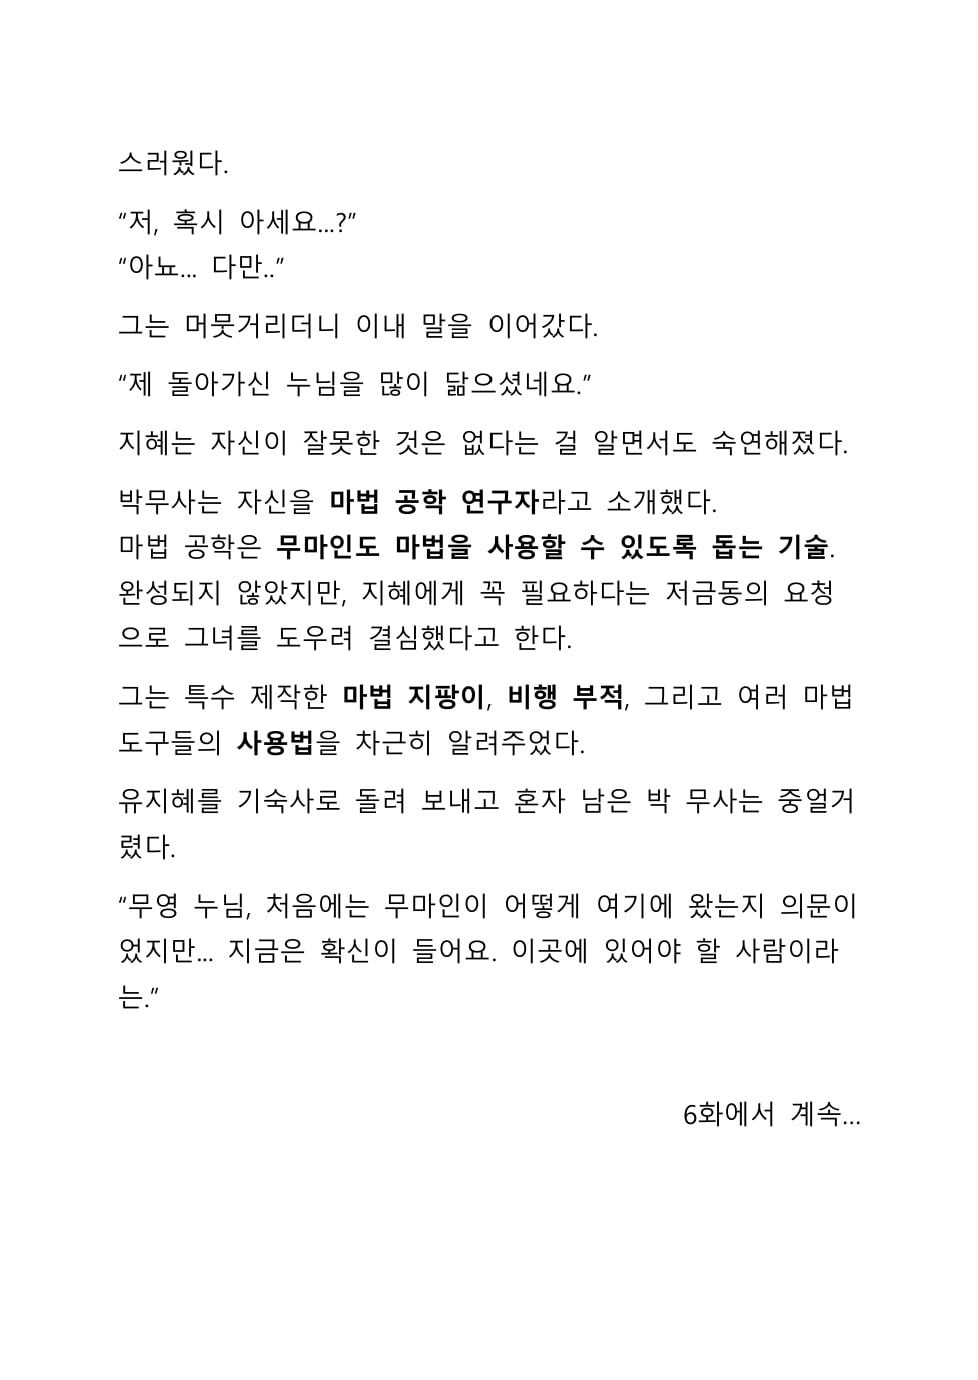 스러웠다.
“저, 혹시 아세요...?”
“아뇨... 다만..”
그는 머뭇거리더니 이내 말을 이어갔다.
“제 돌아가신 누님을 많이 닮으셨네요.”
지혜는 자신이 잘못한 것은 없다는 걸 알면서도 숙연해졌다.
박무사는 자신을 마법 공학 연구자라고 소개했다.
마법 공학은 무마인도 마법을 사용할 수 있도록 돕는 기술.
완성되지 않았지만, 지혜에게 꼭 필요하다는 저금동의 요청
으로 그녀를 도우려 결심했다고 한다.
그는 특수 제작한 마법 지팡이, 비행 부적, 그리고 여러 마법
도구들의 사용법을 차근히 알려주었다.
유지혜를 기숙사로 돌려 보내고 혼자 남은 박 무사는 중얼거
렸다.
“무영 누님, 처음에는 무마인이 어떻게 여기에 왔는지 의문이
었지만... 지금은 확신이 들어요. 이곳에 있어야 할 사람이라
는.”
6화에서 계속...